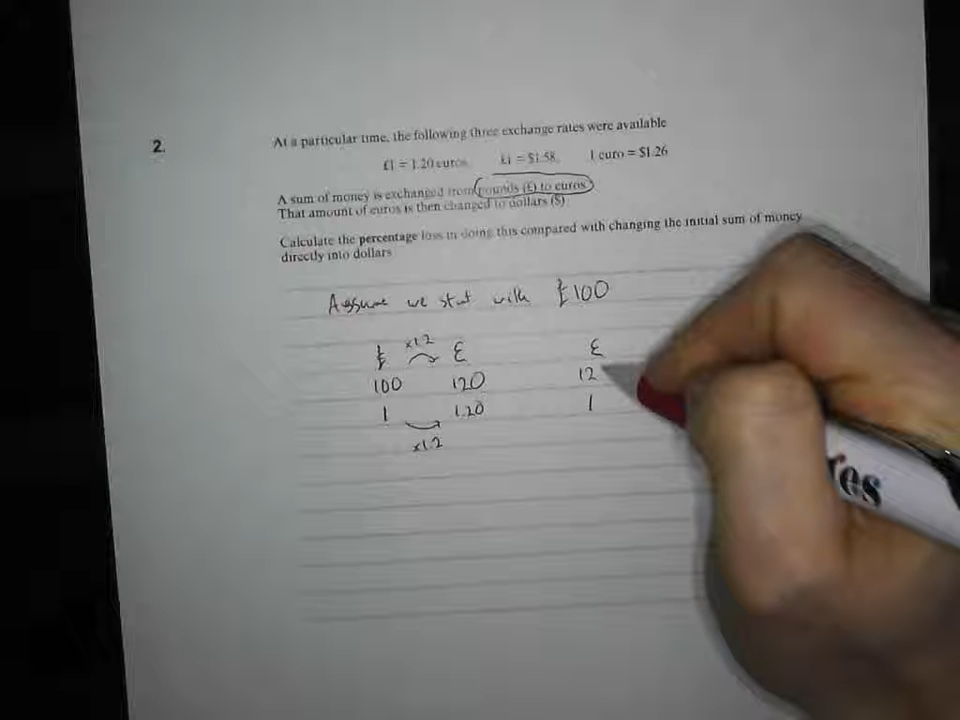 2.
At a particular time, the following three exchange rates were available
£1 = 1.20 euros £1 = $1.58 1 euro = $1.26
A sum of money is exchanged from pounds (£) to euros.
That amount of euros is then changed to dollars ($)
Calculate the percentage loss in doing this compared with changing the initial sum of money
directly into dollars
Assume we start with £100
£ x1.2 € €
100 120 12
1 1.20 1
x1.2